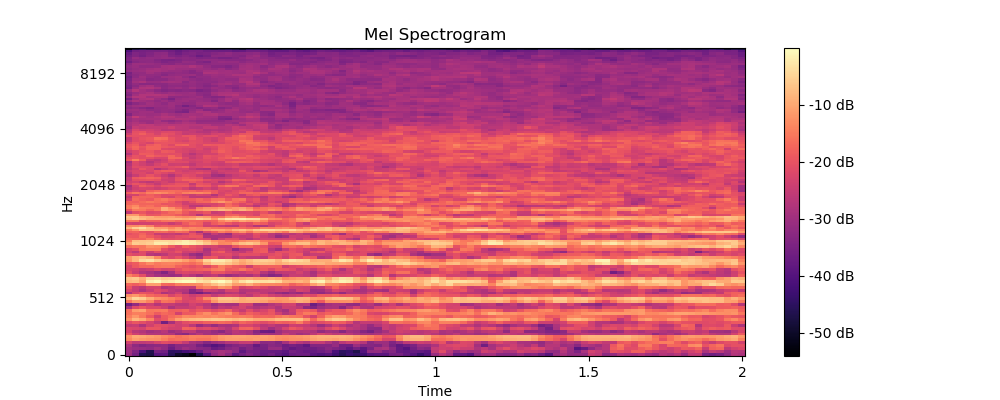 Mel Spectrogram
Hz
8192
4096
2048
1024
512
0
0 0.5 1 1.5 2
Time
-10 dB
-20 dB
-30 dB
-40 dB
-50 dB